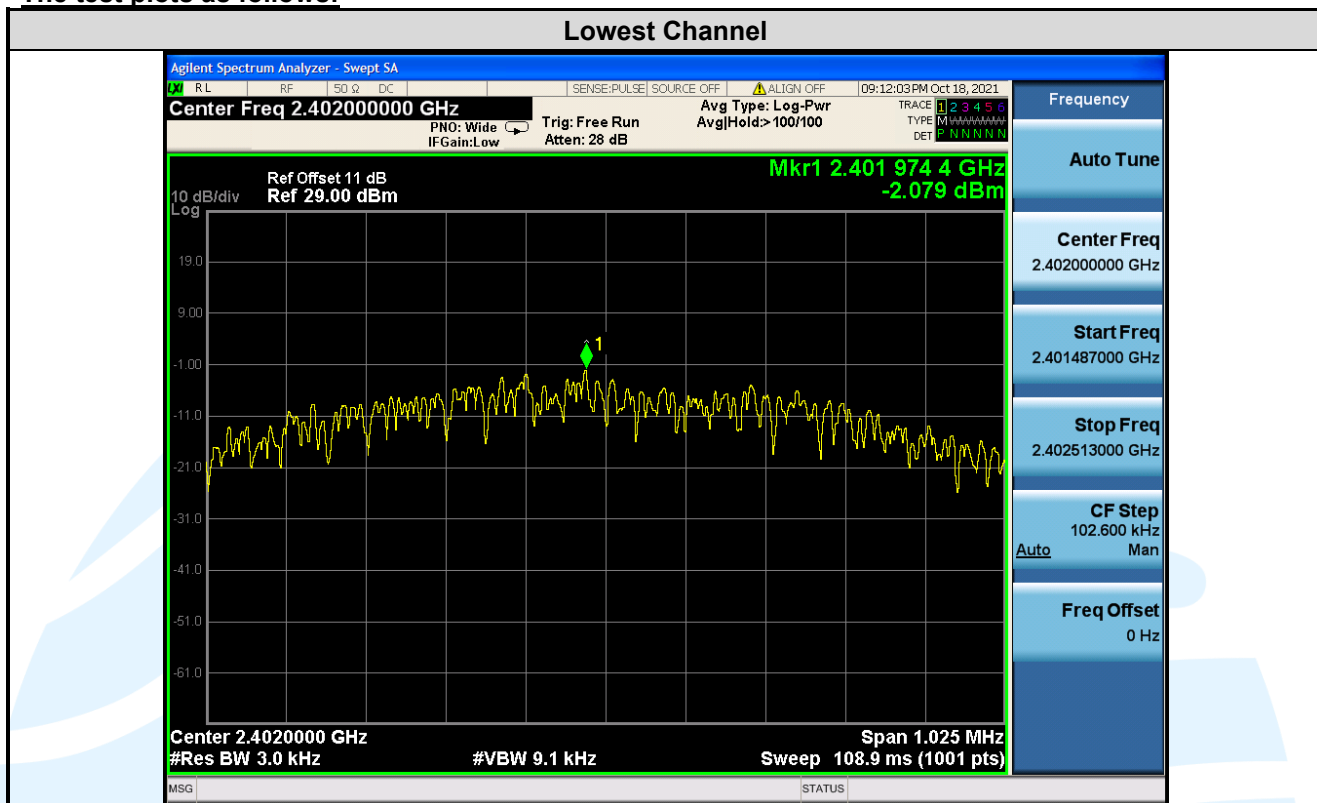 The test plots as follows:
Lowest Channel
Agilent Spectrum Analyzer - Swept SA
LXI RL RF 50 Ω DC SENSE:PULSE SOURCE OFF ALIGN OFF 09:12:03 PM Oct 18, 2021
Center Freq 2.402000000 GHz
PNO: Wide
IFGain:Low
Trig: Free Run
Atten: 28 dB
Avg Type: Log-Pwr
Avg|Hold:>100/100
TRACE 1 2 3 4 5 6
TYPE M
DET P N N N N N
Mkr1 2.401 974 4 GHz
-2.079 dBm
Ref Offset 11 dB
10 dB/div Ref 29.00 dBm
Log
19.0
9.00
1
-1.00
-11.0
-21.0
-31.0
-41.0
-51.0
-61.0
Center 2.4020000 GHz Span 1.025 MHz
#Res BW 3.0 kHz #VBW 9.1 kHz Sweep 108.9 ms (1001 pts)
MSG STATUS
Frequency
Auto Tune
Center Freq
2.402000000 GHz
Start Freq
2.401487000 GHz
Stop Freq
2.402513000 GHz
CF Step
102.600 kHz
Auto Man
Freq Offset
0 Hz